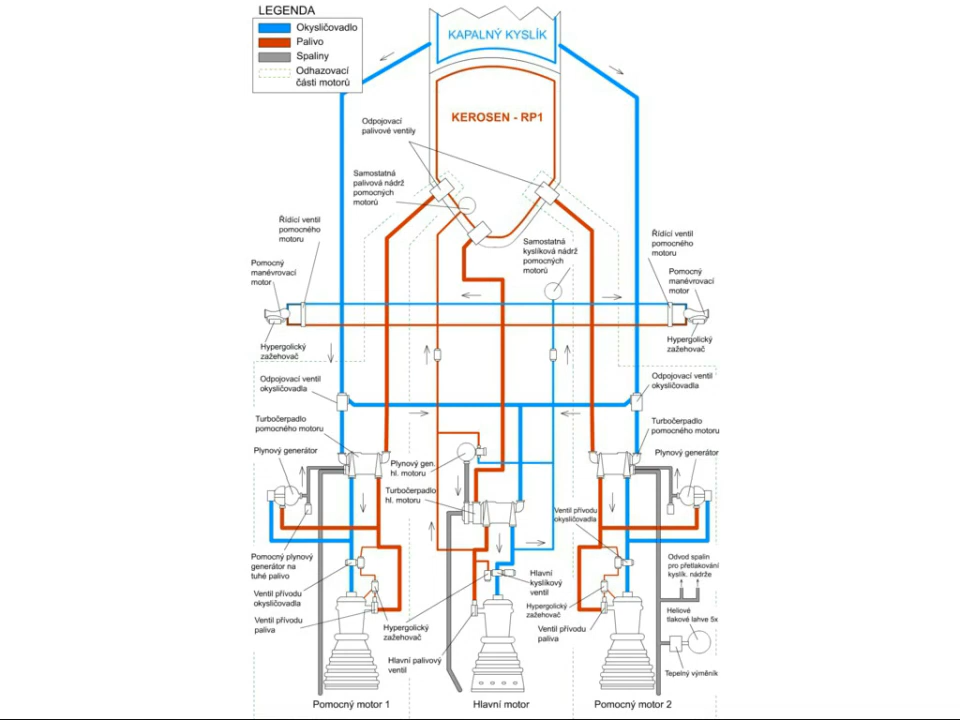 LEGENDA
Okysličovadlo
Palivo
Spaliny
Odhazovací
části motorů
KAPALNÝ KYSLÍK
KEROSEN - RP1
Odpojovací
palivové ventily
Samostatná
palivová nádrž
pomocných
motorů
Řídící ventil
pomocného
motoru
Samostatná
kyslíková nádrž
pomocných
motorů
Řídící ventil
pomocného
motoru
Pomocný
manévrovací
motor
Pomocný
manévrovací
motor
Hypergolický
zažehovač
Hypergolický
zažehovač
Odpojovací ventil
okysličovadla
Odpojovací ventil
okysličovadla
Turbočerpadlo
pomocného motoru
Turbočerpadlo
pomocného motoru
Plynový generátor
Plynový gen.
hl. motoru
Plynový generátor
Turbočerpadlo
hl. motoru
Ventil přívodu
okysličovadla
Pomocný plynový
generátor na
tuhé palivo
Odvod spalin
pro přetlakování
kyslík. nádrže
Ventil přívodu
okysličovadla
Hlavní
kyslíkový
ventil
Hypergolický
zažehovač
Heliové
tlakové lahve 5x
Ventil přívodu
paliva
Hypergolický
zažehovač
Ventil přívodu
paliva
Hlavní palivový
ventil
Tepelný výměník
Pomocný motor 1
Hlavní motor
Pomocný motor 2